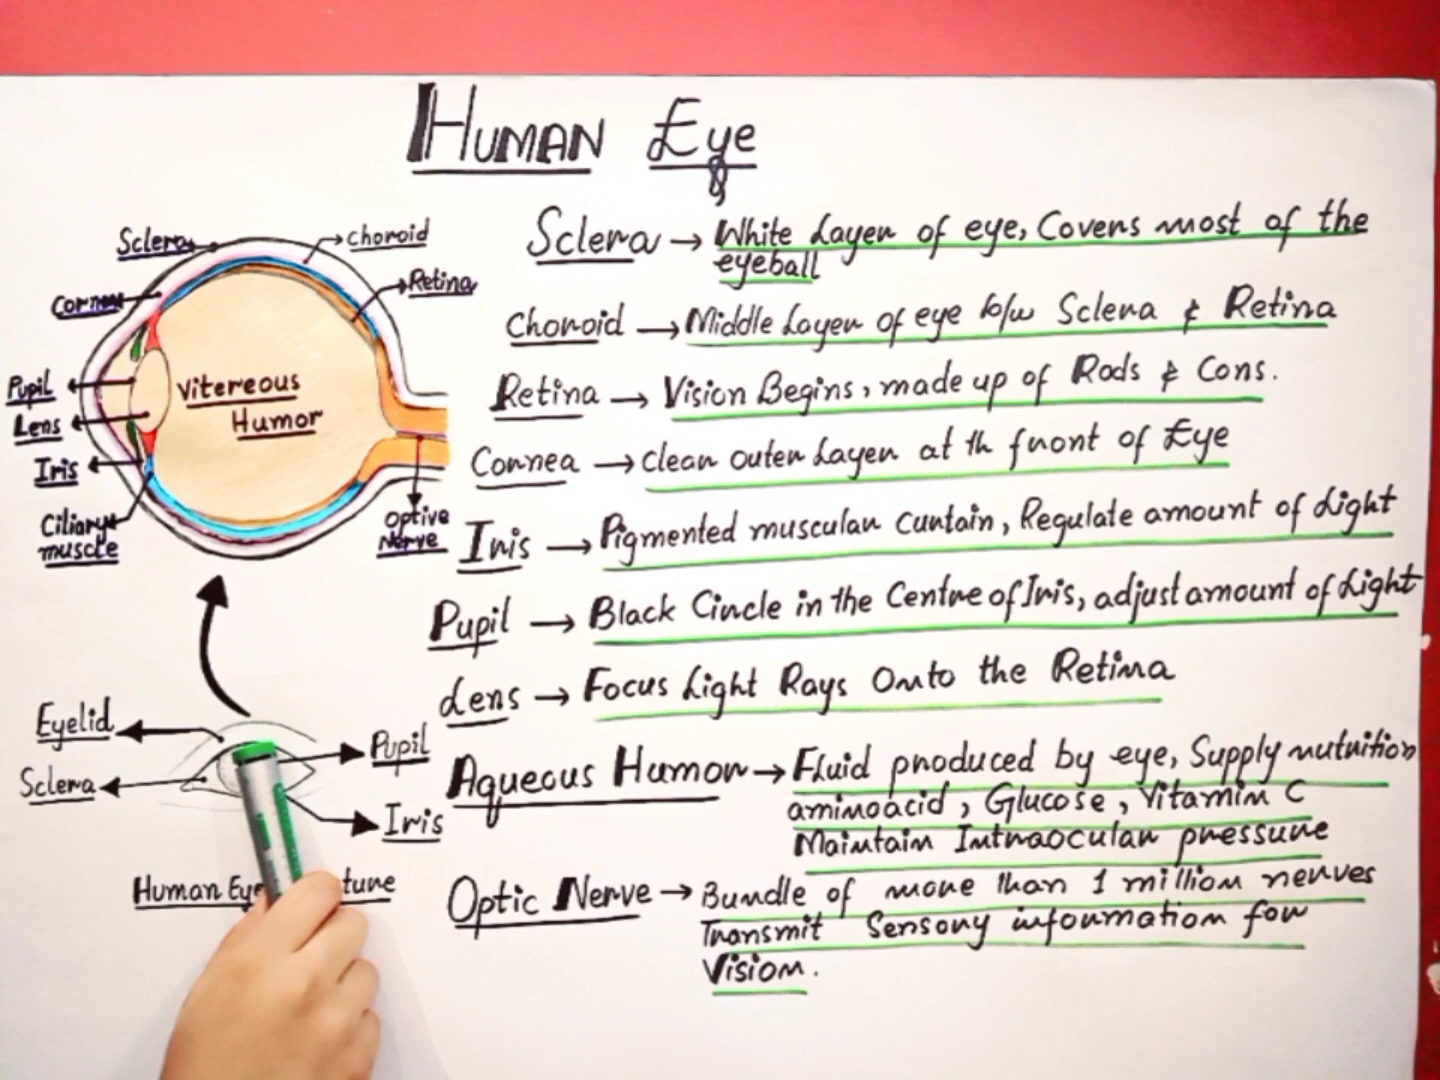 HUMAN Eye
Sclera
choroid
Retina
Cornea
Pupil
Lens
Iris
Ciliary
muscle
Vitereous
Humor
Optive
Nerve
Eyelid
Sclera
Pupil
Iris
Human Eye
Sclera → White Layer of eye, Covers most of the
eyeball
Choroid → Middle Layer of eye b/w Sclera & Retina
Retina → Vision Begins, made up of Rods & Cons.
Cornea → clear outer Layer at th front of Eye
Iris → Pigmented muscular curtain, Regulate amount of Light
Pupil → Black Circle in the Centre of Iris, adjust amount of Light
Lens → Focus Light Rays Onto the Retina
Aqueous Humor → Fluid produced by eye, Supply nutrition
aminoacid, Glucose, Vitamin C
Maintain Intraocular pressure
Optic Nerve → Bundle of more than 1 million nerves
Transmit Sensory information for
Vision.